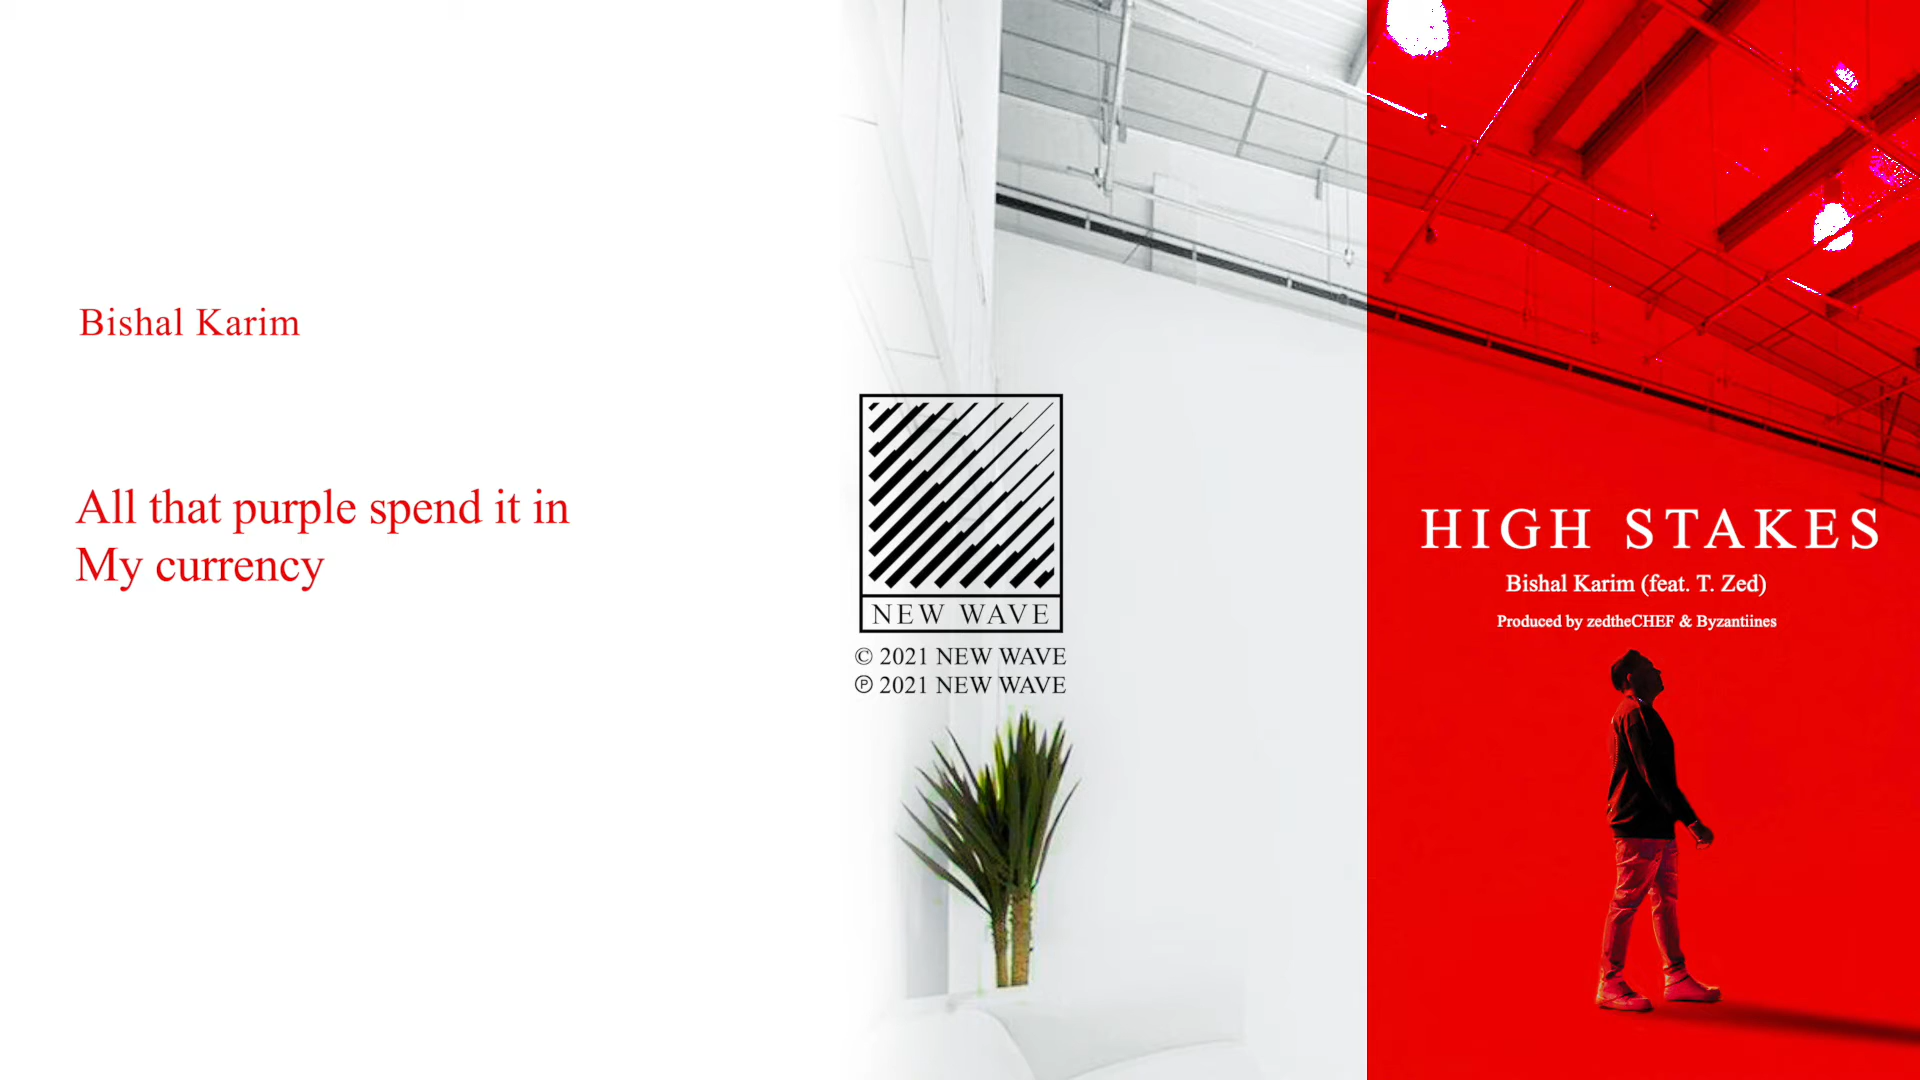 Bishal Karim
All that purple spend it in
My currency
NEW WAVE
© 2021 NEW WAVE
℗ 2021 NEW WAVE
HIGH STAKES
Bishal Karim (feat. T. Zed)
Produced by zedtheCHEF & Byzantiines